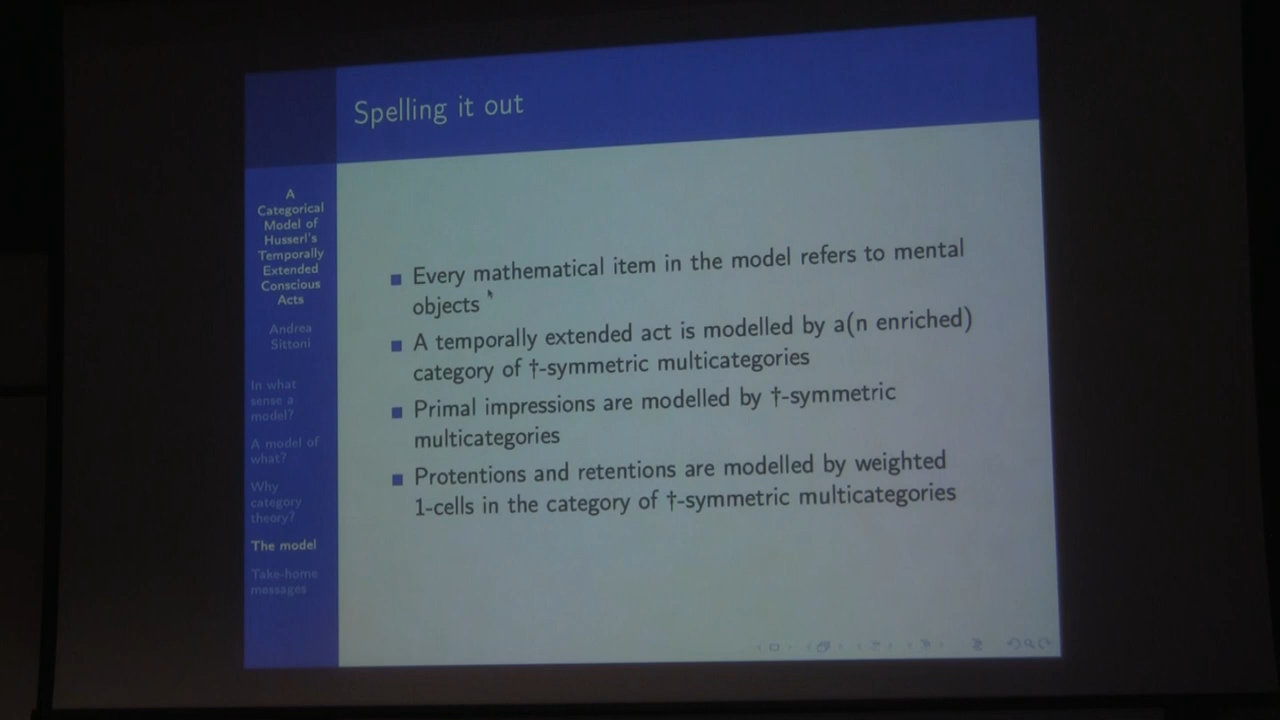 Spelling it out
A
Categorical
Model of
Husserl's
Temporally
Extended
Conscious
Acts
Andrea
Sittoni
In what
sense a
model?
A model of
what?
Why
category
theory?
The model
Take-home
messages
Every mathematical item in the model refers to mental
objects
A temporally extended act is modelled by a(n enriched)
category of †-symmetric multicategories
Primal impressions are modelled by †-symmetric
multicategories
Protentions and retentions are modelled by weighted
1-cells in the category of †-symmetric multicategories